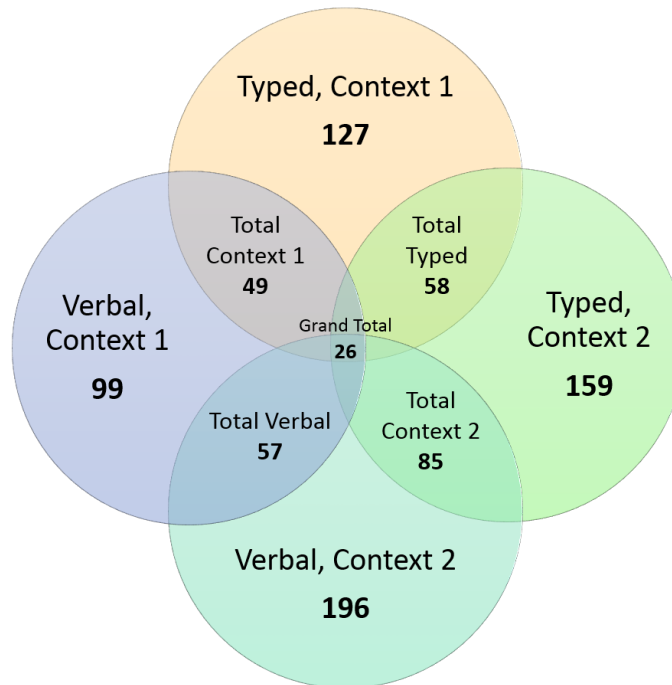 Typed, Context 1
127
Total
Context 1
49
Total
Typed
58
Verbal,
Context 1
99
Grand Total
26
Typed,
Context 2
159
Total Verbal
57
Total
Context 2
85
Verbal, Context 2
196